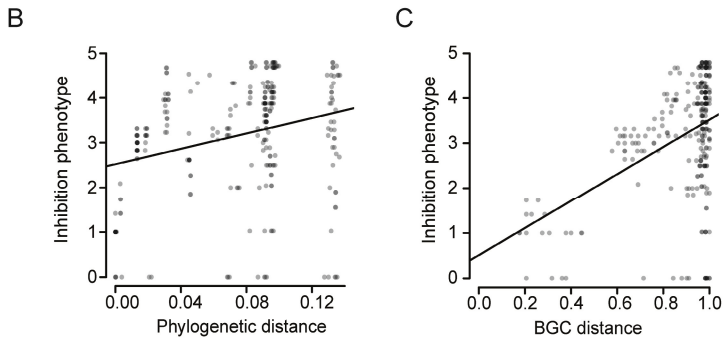 B
Inhibition phenotype
5
4
3
2
1
0
0.00 0.04 0.08 0.12
Phylogenetic distance
C
Inhibition phenotype
5
4
3
2
1
0
0.0 0.2 0.4 0.6 0.8 1.0
BGC distance